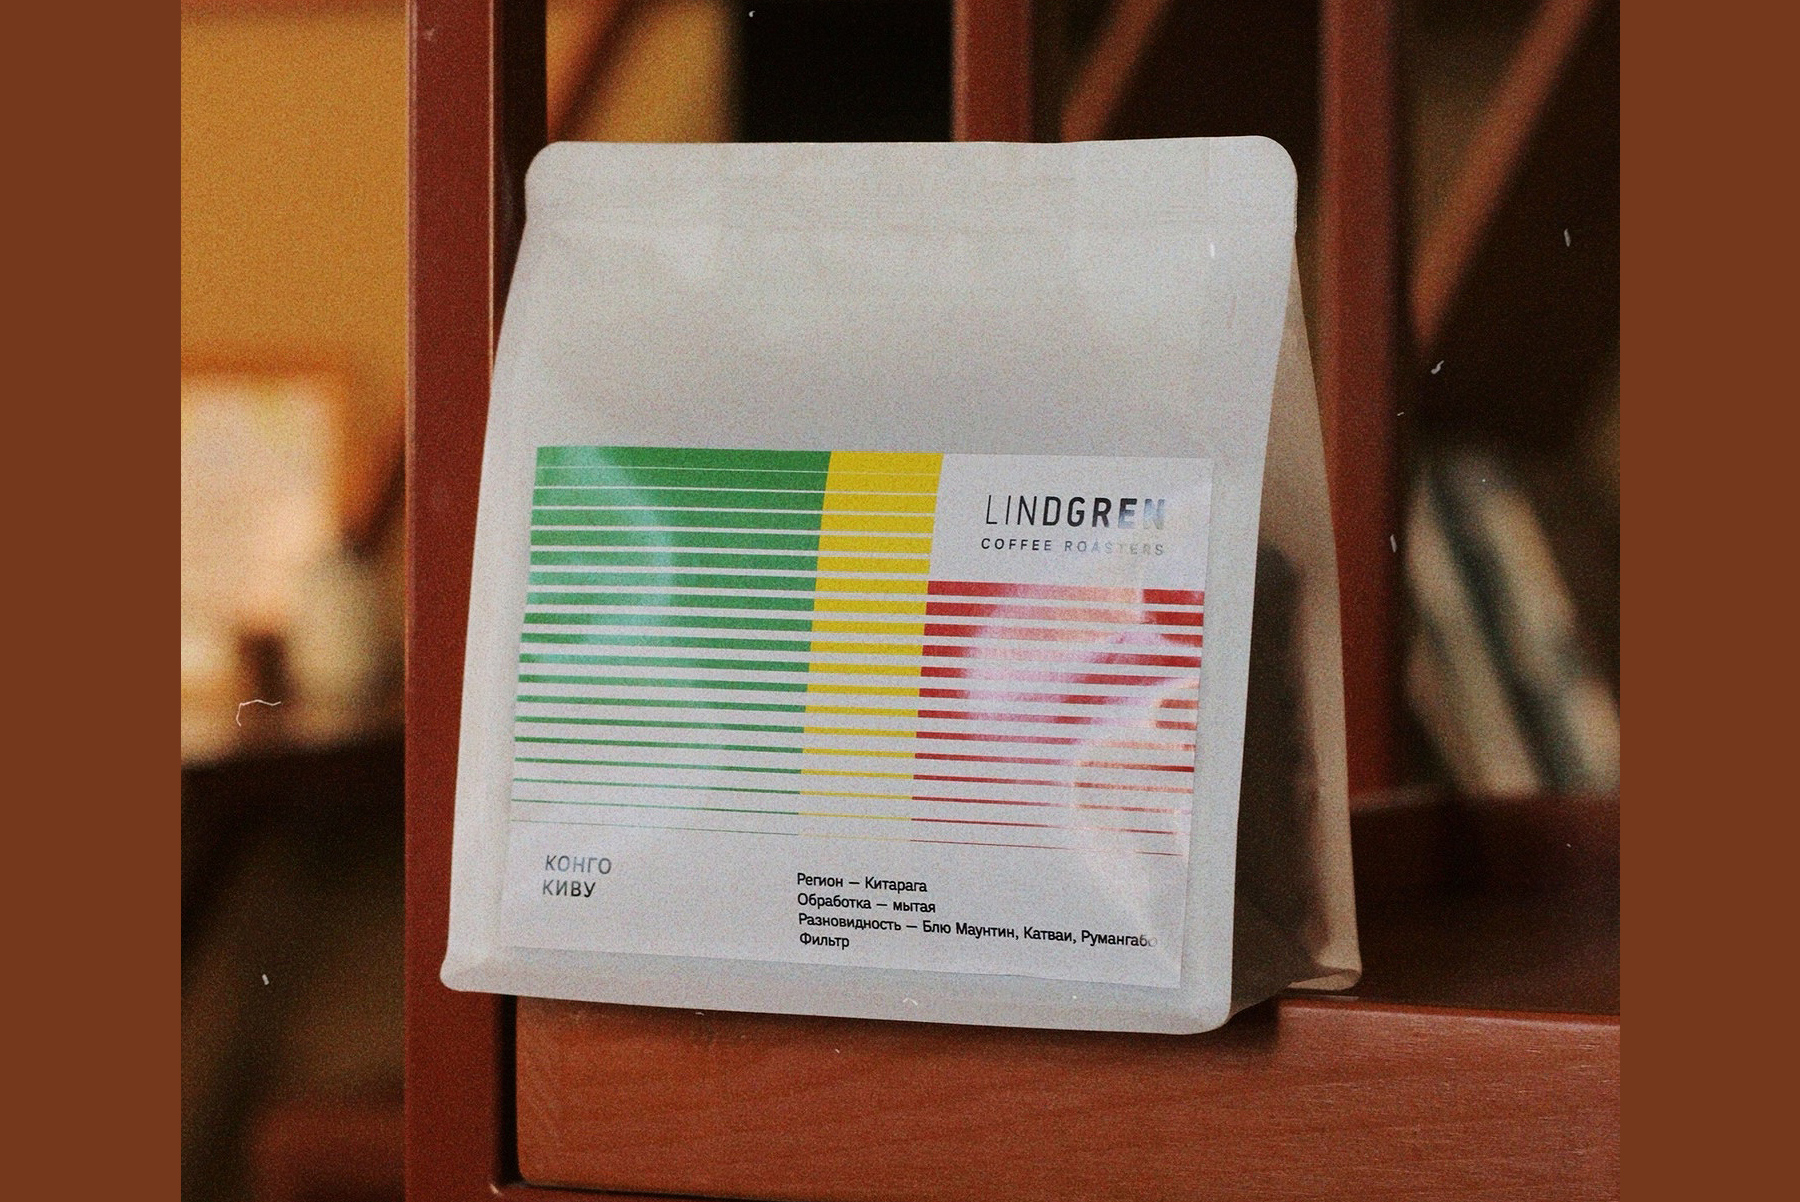 LINDGREN
COFFEE ROASTERS
КОНГО
КИВУ
Регион — Китарага
Обработка — мытая
Разновидность — Блю Маунтин, Катваи, Румангабо
Фильтр